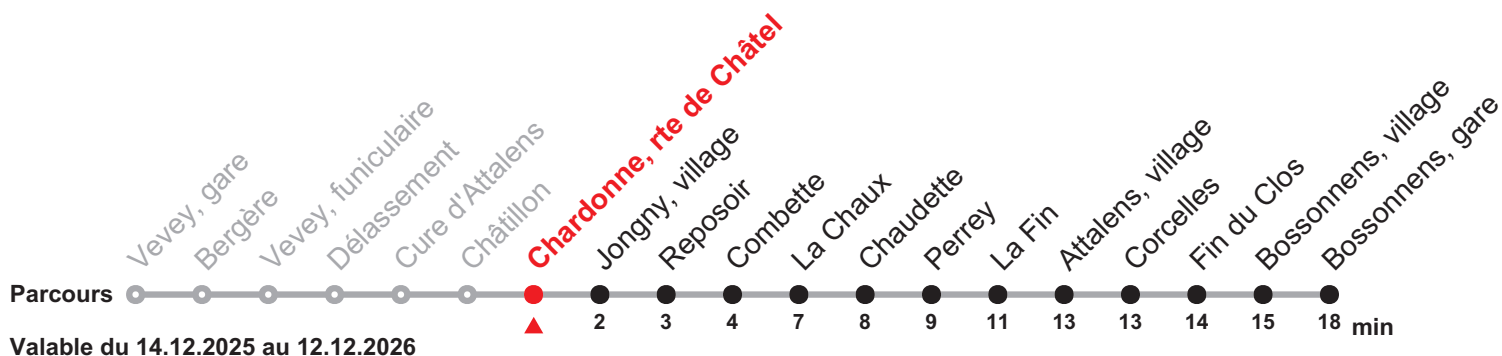 Vevey, gare
Bergère
Vevey, funiculaire
Délassement
Cure d'Attalens
Châtillon
Chardonne, rte de Châtel
Jongny, village
Reposoir
Combette
La Chaux
Chaudette
Perrey
La Fin
Attalens, village
Corcelles
Fin du Clos
Bossonnens, village
Bossonnens, gare
Parcours
2 3 4 7 8 9 11 13 13 14 15 18 min
Valable du 14.12.2025 au 12.12.2026